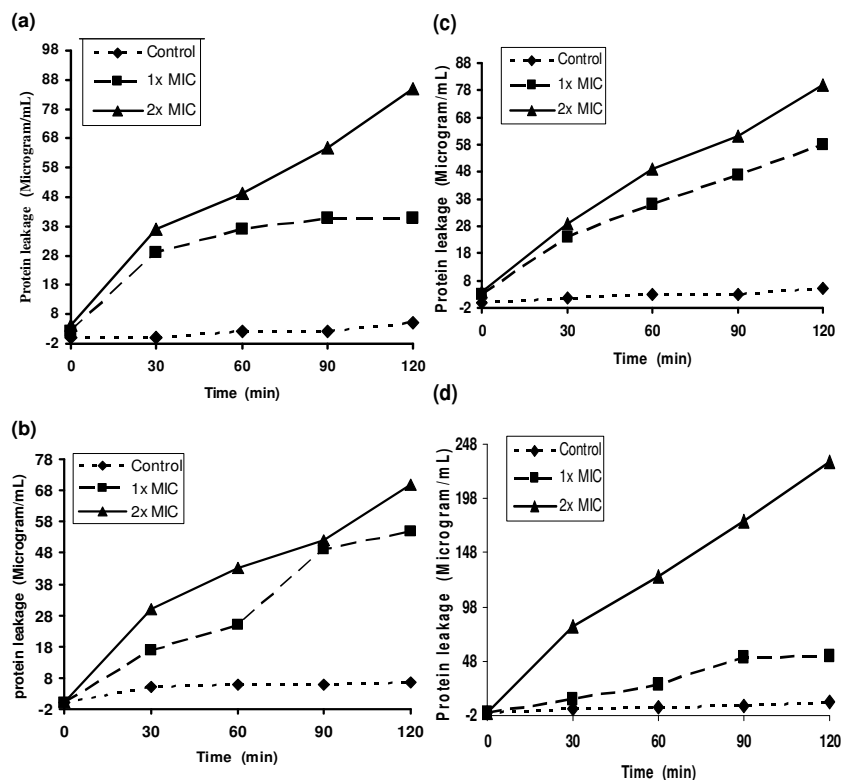 (a)
Control
1x MIC
2x MIC
98
88
78
68
58
48
38
28
18
8
-2
Protein leakage (Microgram/mL)
0 30 60 90 120
Time (min)
(c)
Control
1x MIC
2x MIC
88
78
68
58
48
38
28
18
8
-2
Protein leakage (Microgram/mL)
0 30 60 90 120
Time (min)
(b)
Control
1x MIC
2x MIC
78
68
58
48
38
28
18
8
-2
protein leakage (Microgram/mL)
0 30 60 90 120
Time (min)
(d)
Control
1x MIC
2x MIC
248
198
148
98
48
-2
Protein leakage (Microgram/mL)
0 30 60 90 120
Time (min)